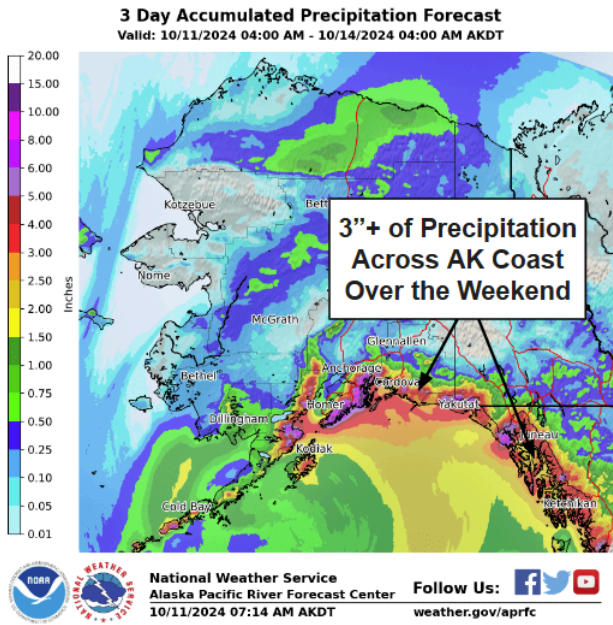 3 Day Accumulated Precipitation Forecast
Valid: 10/11/2024 04:00 AM - 10/14/2024 04:00 AM AKDT
20.00
15.00
10.00
8.00
6.00
5.00
4.00
3.00
2.50
2.00
1.50
1.00
0.75
0.50
0.25
0.10
0.05
0.01
Inches
Kotzebue
Bett
3”+ of Precipitation
Across AK Coast
Over the Weekend
Nome
McGrath
Glennallen
Anchorage
Bethel
Cordova
Homer
Yakutat
Dillingham
Juneau
Kodiak
Cold Bay
Ketchikan
NOAA
NATIONAL WEATHER SERVICE
National Weather Service
Alaska Pacific River Forecast Center
10/11/2024 07:14 AM AKDT
Follow Us:
weather.gov/aprfc